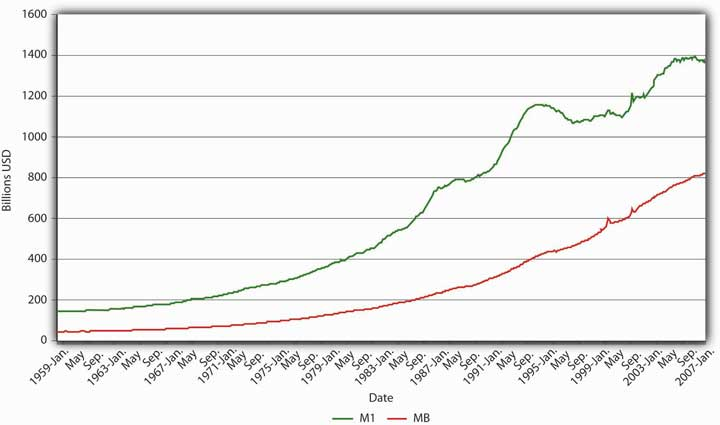 1600
1400
1200
1000
800
600
400
200
0
Billions USD
1959-Jan.
May
Sep.
1963-Jan.
May
Sep.
1967-Jan.
May
Sep.
1971-Jan.
May
Sep.
1975-Jan.
May
Sep.
1979-Jan.
May
Sep.
1983-Jan.
May
Sep.
1987-Jan.
May
Sep.
1991-Jan.
May
Sep.
1995-Jan.
May
Sep.
1999-Jan.
May
Sep.
2003-Jan.
May
Sep.
2007-Jan.
Date
M1 MB